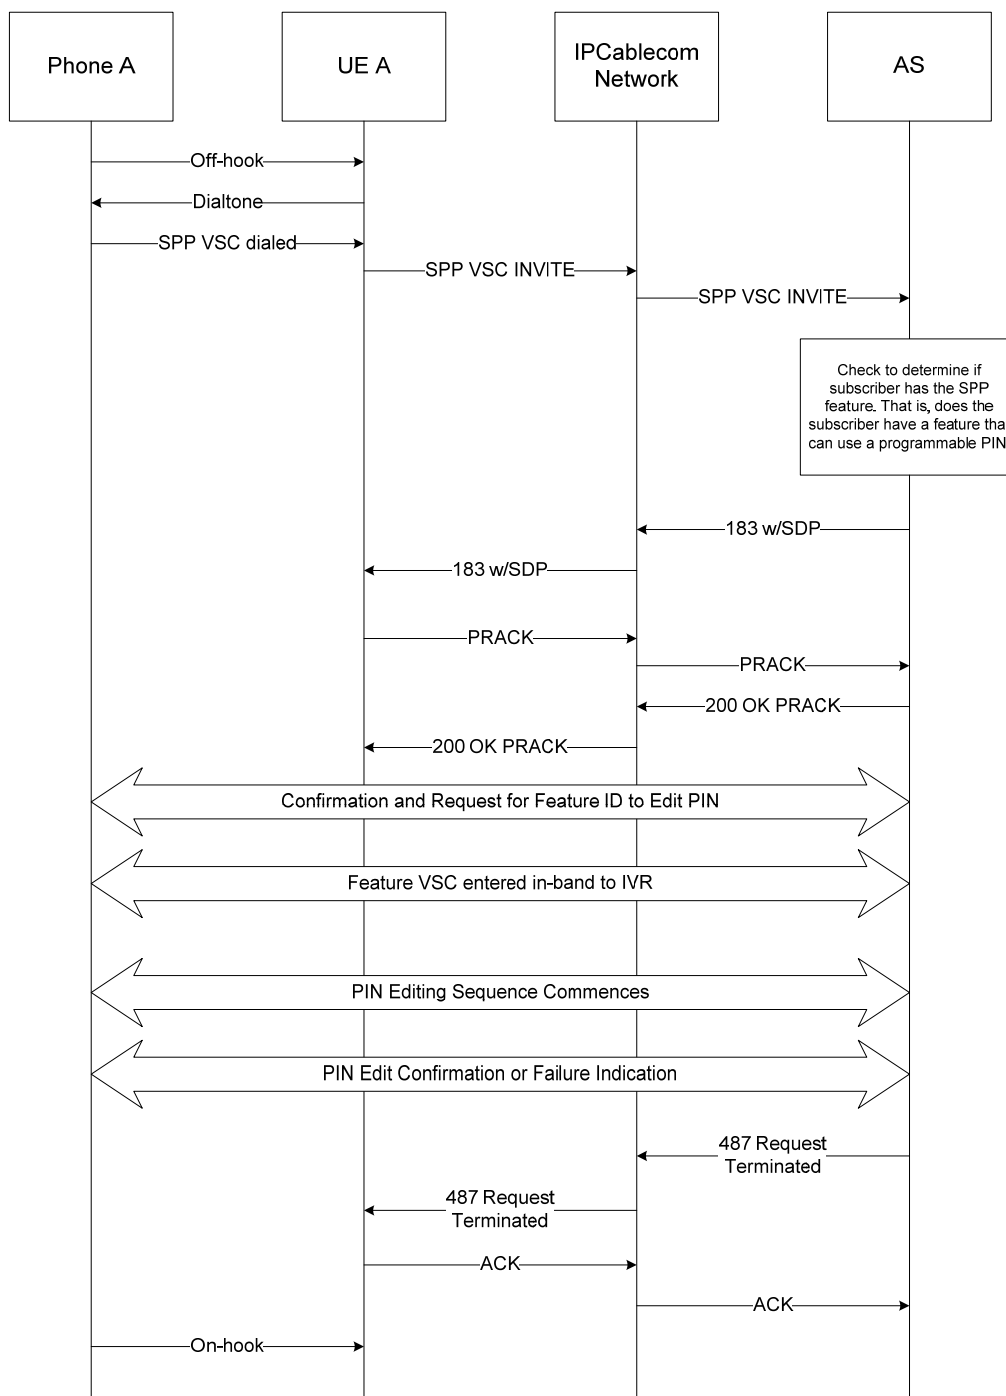 Phone A
UE A
IPCablecom
Network
AS
Off-hook
Dialtone
SPP VSC dialed
SPP VSC INVITE
SPP VSC INVITE
Check to determine if
subscriber has the SPP
feature. That is, does the
subscriber have a feature tha
can use a programmable PIN
183 w/SDP
183 w/SDP
PRACK
PRACK
200 OK PRACK
200 OK PRACK
Confirmation and Request for Feature ID to Edit PIN
Feature VSC entered in-band to IVR
PIN Editing Sequence Commences
PIN Edit Confirmation or Failure Indication
487 Request
Terminated
487 Request
Terminated
ACK
ACK
On-hook